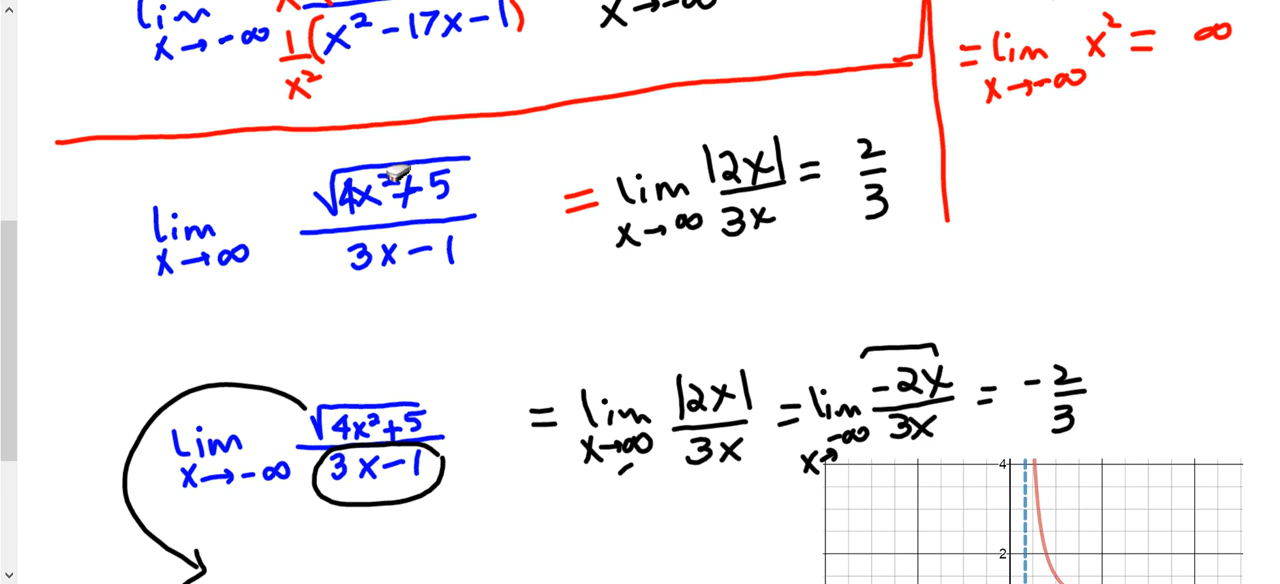 lim x→-∞ 1/x² (x² - 17x - 1) x→-∞
= lim x→-∞ x² = ∞
lim x→∞ √(4x²+5) / (3x-1) = lim x→∞ |2x| / 3x = 2/3
lim x→-∞ √(4x²+5) / (3x-1) = lim x→∞ |2x| / 3x = lim x→-∞ -2x / 3x = -2/3
4
2